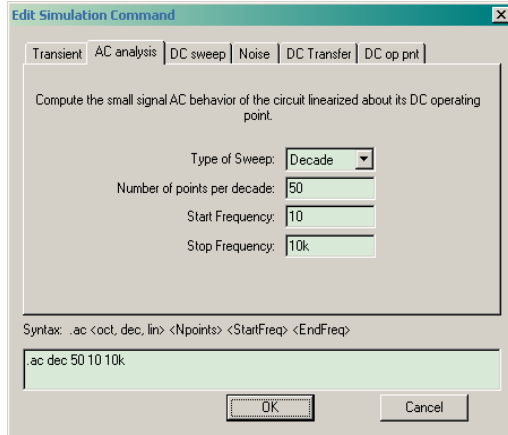 Edit Simulation Command
Transient AC analysis DC sweep Noise DC Transfer DC op pnt
Compute the small signal AC behavior of the circuit linearized about its DC operating
point.
Type of Sweep: Decade
Number of points per decade: 50
Start Frequency: 10
Stop Frequency: 10k
Syntax: .ac <oct, dec, lin> <Npoints> <StartFreq> <EndFreq>
.ac dec 50 10 10k
OK Cancel